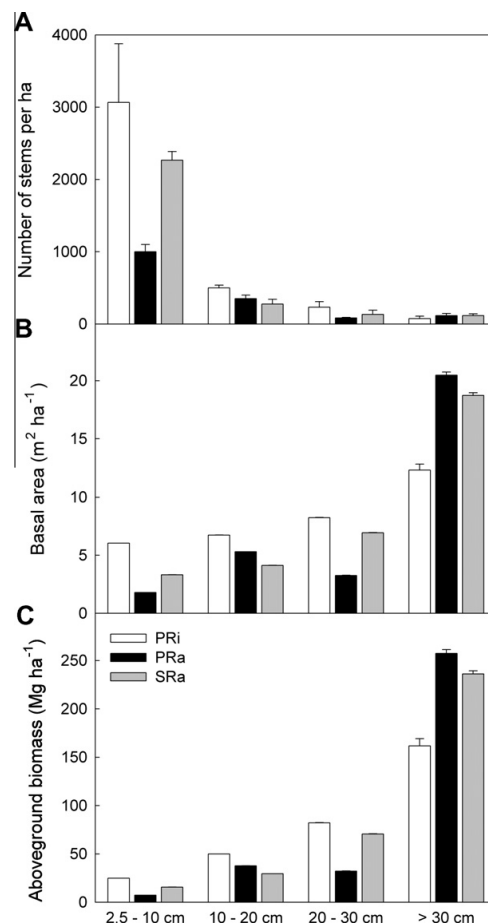 A
Number of stems per ha
4000
3000
2000
1000
0
B
Basal area (m² ha⁻¹)
20
15
10
5
0
C
Aboveground biomass (Mg ha⁻¹)
PRi
PRa
SRa
250
200
150
100
50
0
2.5 - 10 cm 10 - 20 cm 20 - 30 cm > 30 cm